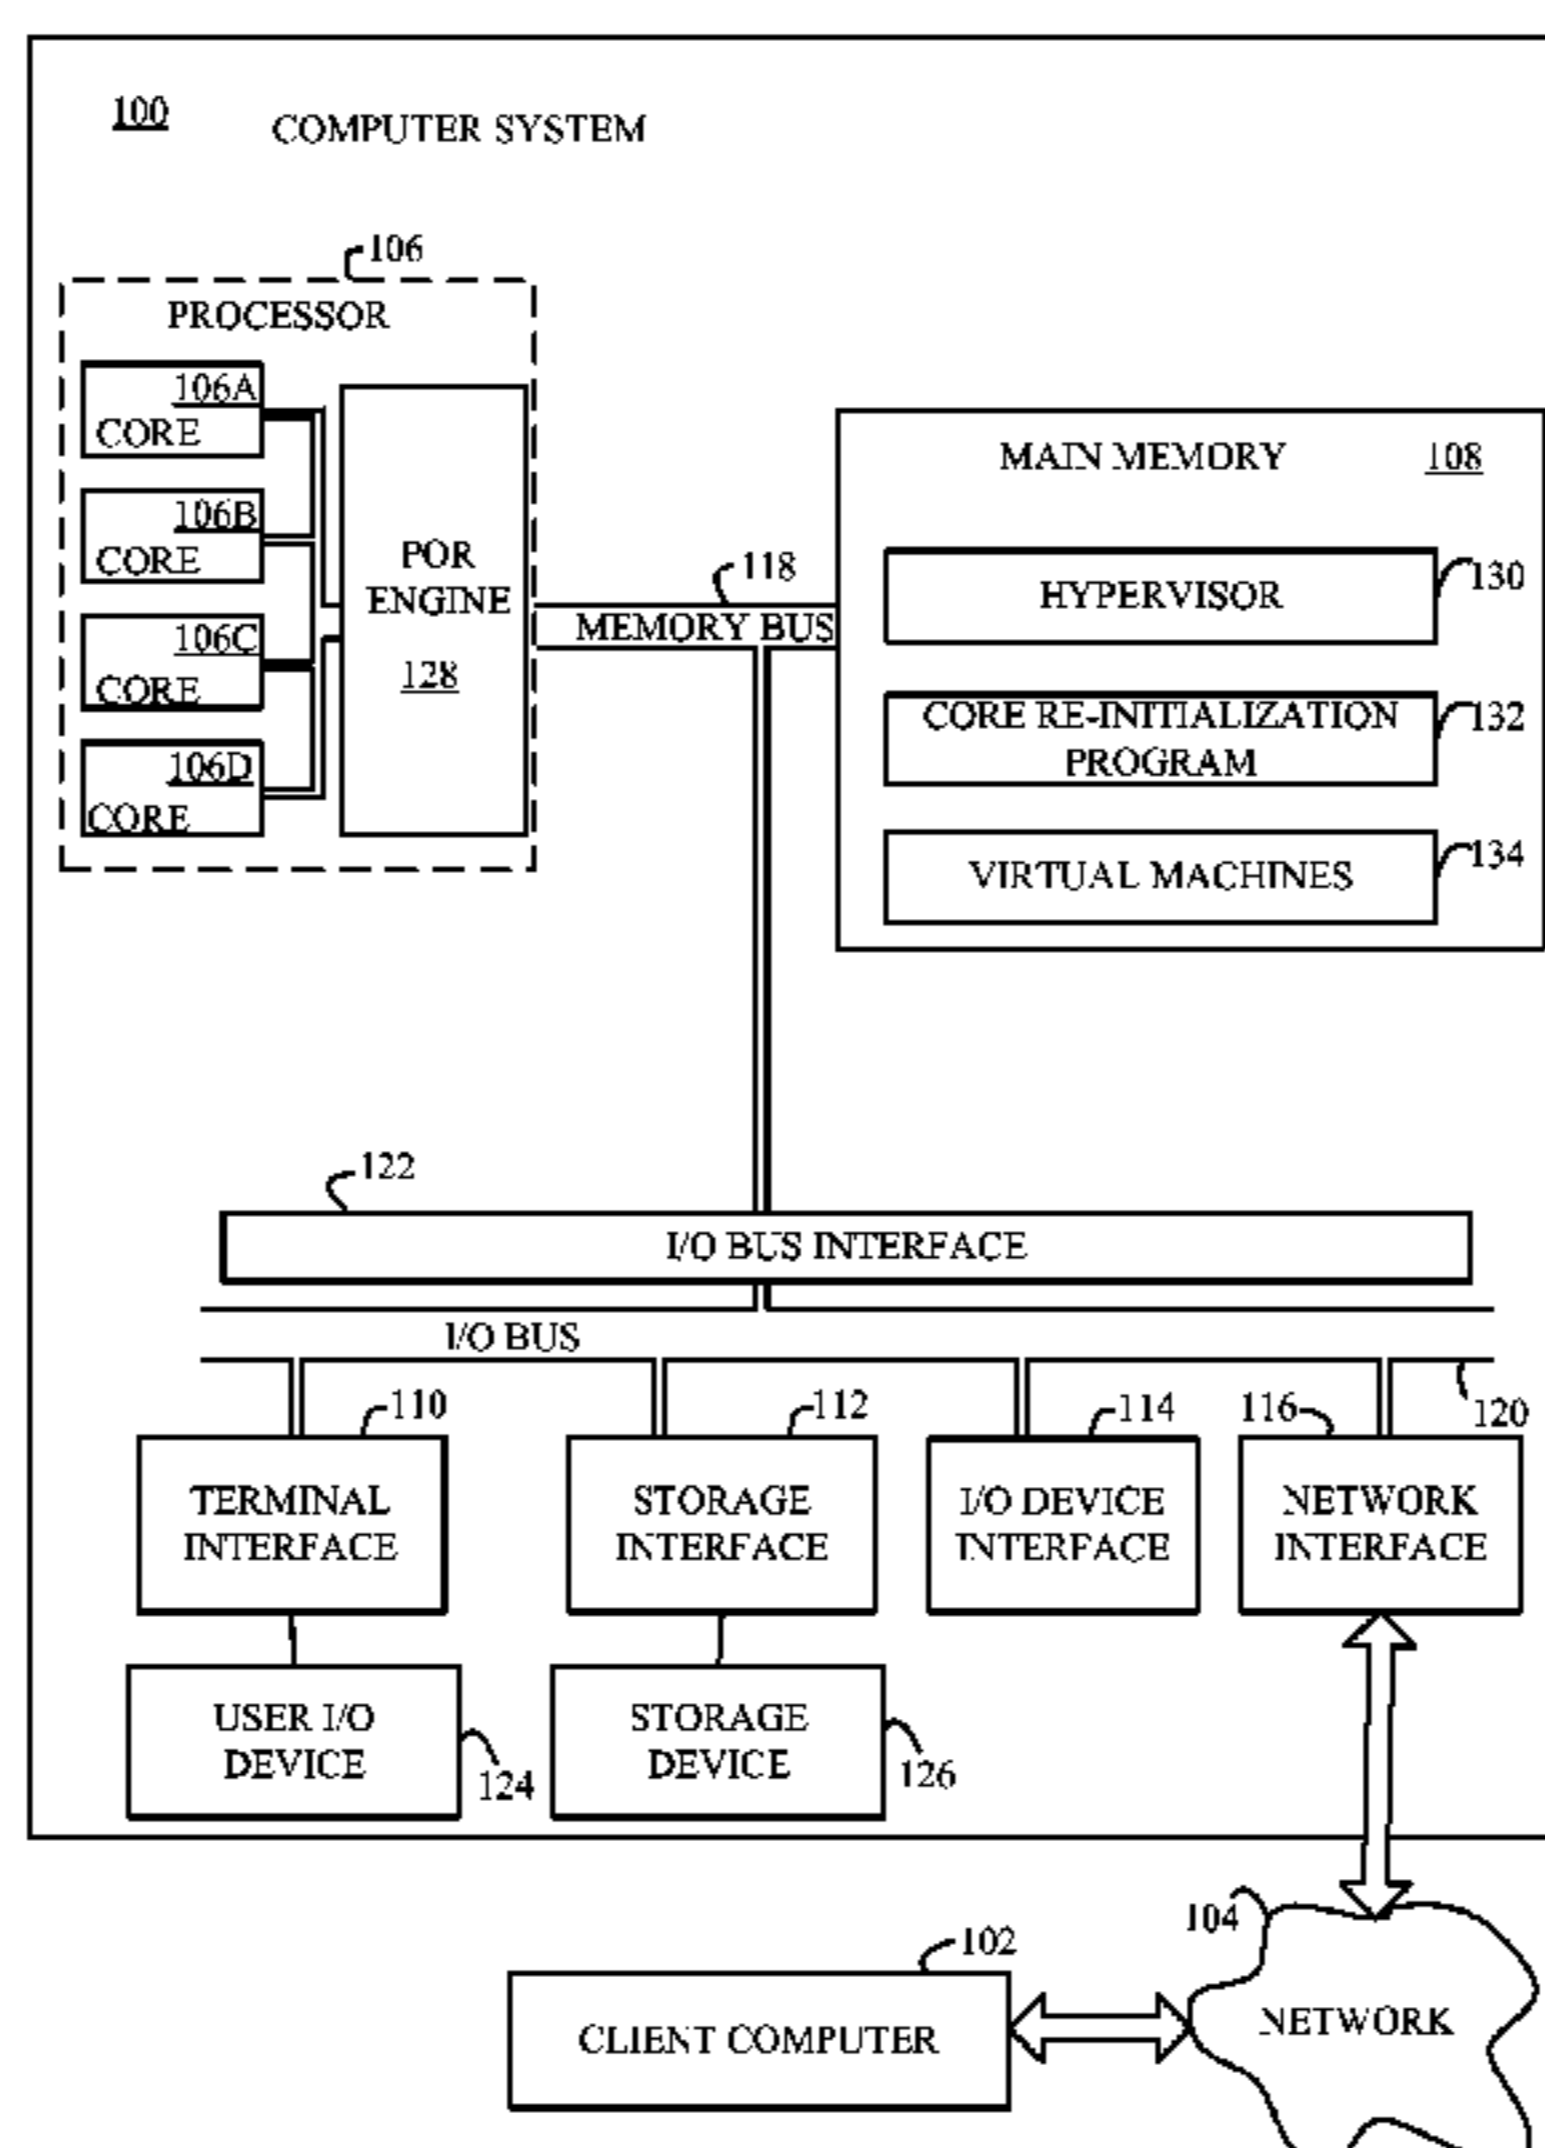 100
COMPUTER SYSTEM
106
PROCESSOR
106A
CORE
106B
CORE
106C
CORE
106D
CORE
POR
ENGINE
128
118
MEMORY BUS
MAIN MEMORY 108
HYPERVISOR
130
CORE RE-INITIALIZATION
PROGRAM
132
VIRTUAL MACHINES
134
122
I/O BUS INTERFACE
I/O BUS
120
110
TERMINAL
INTERFACE
112
STORAGE
INTERFACE
114
I/O DEVICE
INTERFACE
116
NETWORK
INTERFACE
USER I/O
DEVICE
124
STORAGE
DEVICE
126
104
NETWORK
102
CLIENT COMPUTER